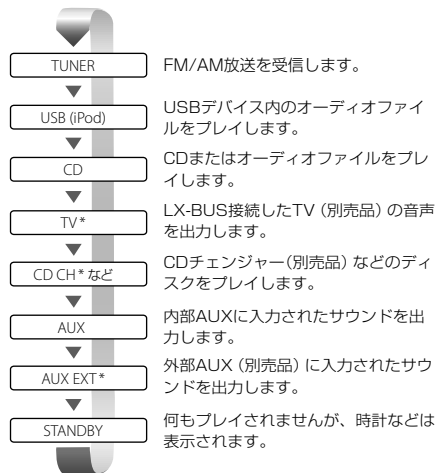 TUNER
FM/AM放送を受信します。
USB (iPod)
USBデバイス内のオーディオファイ
ルをプレイします。
CD
CDまたはオーディオファイルをプレ
イします。
TV*
LX-BUS接続したTV（別売品）の音声
を出力します。
CD CH*など
CDチェンジャー（別売品）などのディ
スクをプレイします。
AUX
内部AUXに入力されたサウンドを出
力します。
AUX EXT*
外部AUX（別売品）に入力されたサウ
ンドを出力します。
STANDBY
何もプレイされませんが、時計などは
表示されます。